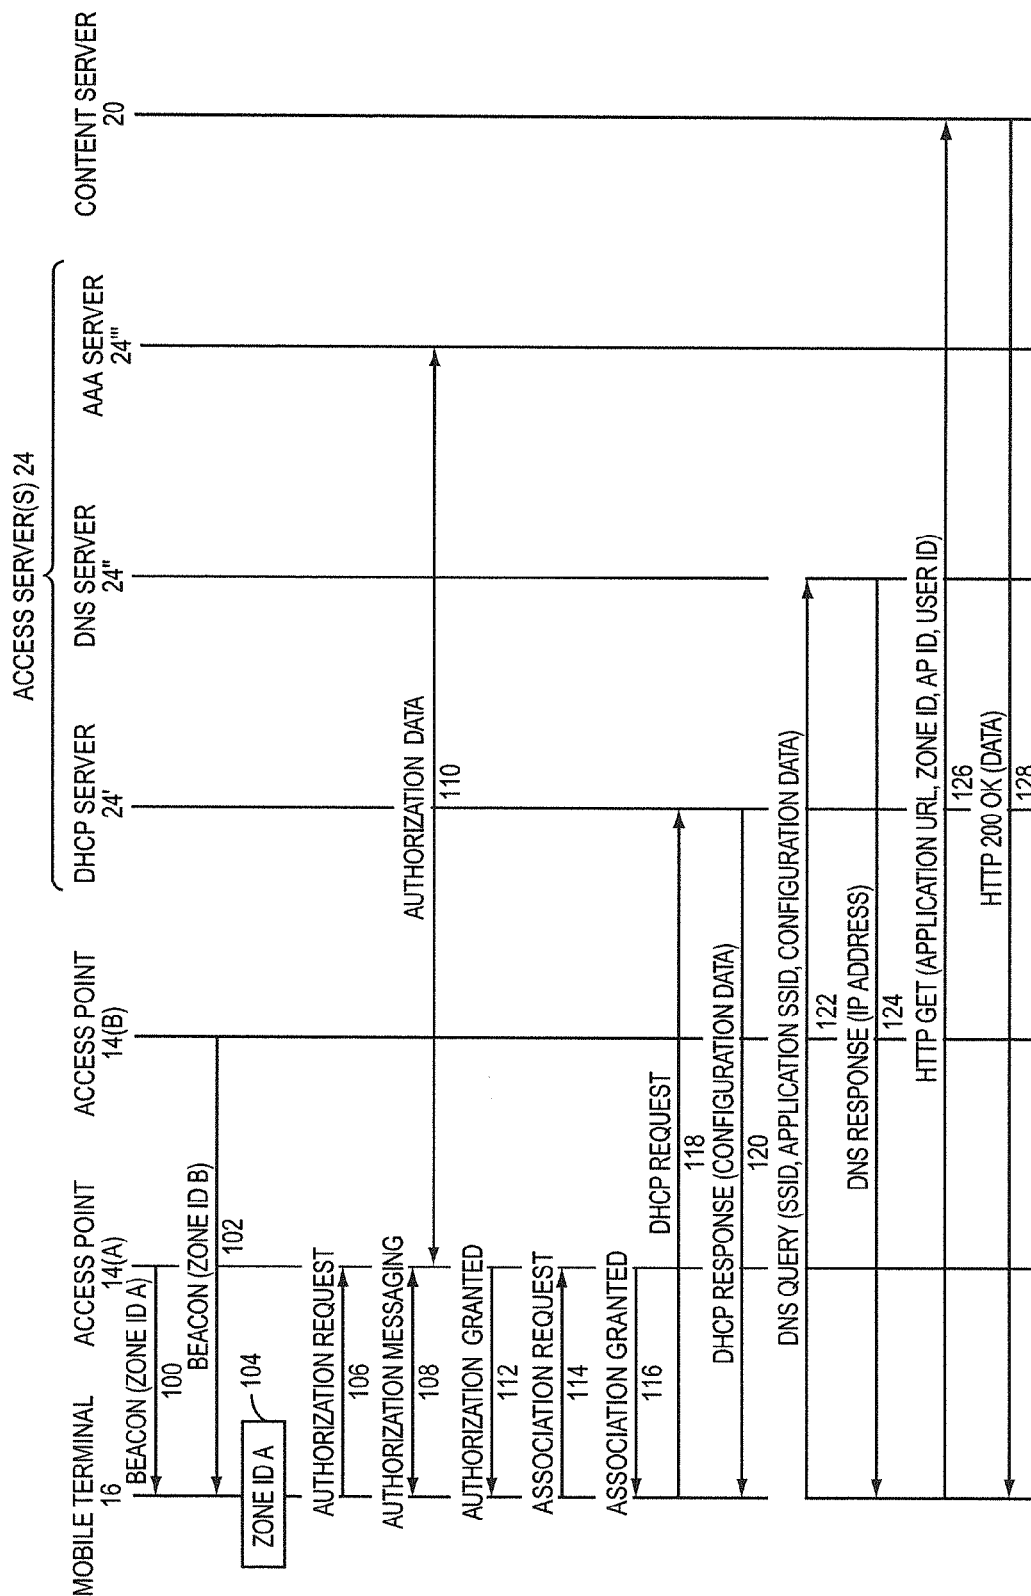 ACCESS SERVER(S) 24
MOBILE TERMINAL
16
ACCESS POINT
14(A)
ACCESS POINT
14(B)
DHCP SERVER
24'
DNS SERVER
24''
AAA SERVER
24'''
CONTENT SERVER
20
BEACON (ZONE ID A)
100
BEACON (ZONE ID B)
102
ZONE ID A
104
AUTHORIZATION REQUEST
106
AUTHORIZATION MESSAGING
108
AUTHORIZATION DATA
110
AUTHORIZATION GRANTED
112
ASSOCIATION REQUEST
114
ASSOCIATION GRANTED
116
DHCP REQUEST
118
DHCP RESPONSE (CONFIGURATION DATA)
120
DNS QUERY (SSID, APPLICATION SSID, CONFIGURATION DATA)
122
DNS RESPONSE (IP ADDRESS)
124
HTTP GET (APPLICATION URL, ZONE ID, AP ID, USER ID)
126
HTTP 200 OK (DATA)
128